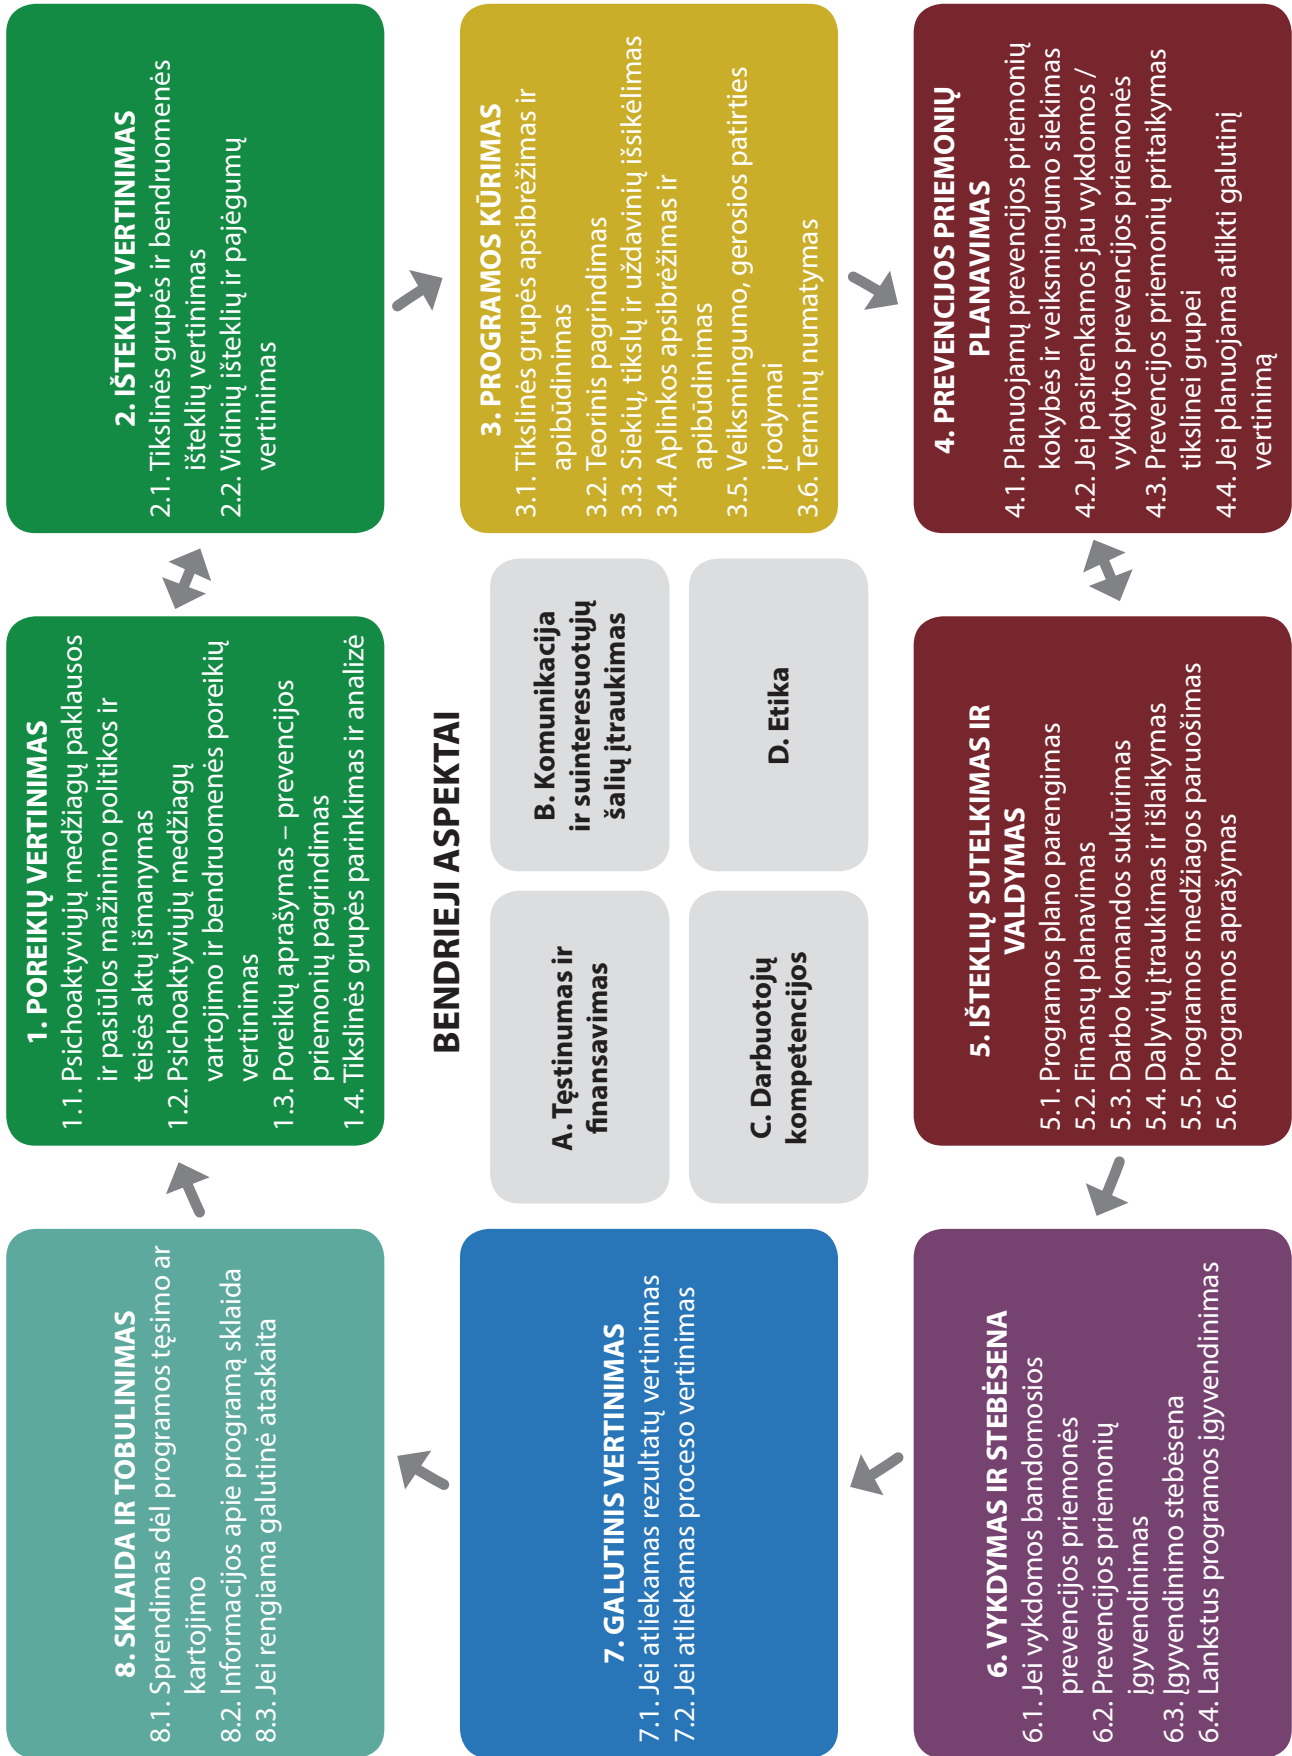 1. POREIKIŲ VERTINIMAS
1.1. Psichoaktyviųjų medžiagų paklausos
ir pasiūlos mažinimo politikos ir
teisės aktų išmanymas
1.2. Psichoaktyviųjų medžiagų
vartojimo ir bendruomenės poreikių
vertinimas
1.3. Poreikių aprašymas – prevencijos
priemonių pagrindimas
1.4. Tikslinės grupės parinkimas ir analizė
2. IŠTEKLIŲ VERTINIMAS
2.1. Tikslinės grupės ir bendruomenės
išteklių vertinimas
2.2. Vidinių išteklių ir pajėgumų
vertinimas
3. PROGRAMOS KŪRIMAS
3.1. Tikslinės grupės apsibrėžimas ir
apibūdinimas
3.2. Teorinis pagrindimas
3.3. Siekių, tikslų ir uždavinių išsikėlimas
3.4. Aplinkos apsibrėžimas ir
apibūdinimas
3.5. Veiksmingumo, gerosios patirties
įrodymai
3.6. Terminų numatymas
4. PREVENCIJOS PRIEMONIŲ
PLANAVIMAS
4.1. Planuojamų prevencijos priemonių
kokybės ir veiksmingumo siekimas
4.2. Jei pasirenkamos jau vykdomos /
vykdytos prevencijos priemonės
4.3. Prevencijos priemonių pritaikymas
tikslinei grupei
4.4. Jei planuojama atlikti galutinį
vertinimą
5. IŠTEKLIŲ SUTELKIMAS IR
VALDYMAS
5.1. Programos plano parengimas
5.2. Finansų planavimas
5.3. Darbo komandos sukūrimas
5.4. Dalyvių įtraukimas ir išlaikymas
5.5. Programos medžiagos paruošimas
5.6. Programos aprašymas
6. VYKDYMAS IR STEBĖSENA
6.1. Jei vykdomos bandomosios
prevencijos priemonės
6.2. Prevencijos priemonių
įgyvendinimas
6.3. Įgyvendinimo stebėsena
6.4. Lankstus programos įgyvendinimas
7. GALUTINIS VERTINIMAS
7.1. Jei atliekamas rezultatų vertinimas
7.2. Jei atliekamas proceso vertinimas
8. SKLAIDA IR TOBULINIMAS
8.1. Sprendimas dėl programos tęsimo ar
kartojimo
8.2. Informacijos apie programą sklaida
8.3. Jei rengiama galutinė ataskaita
BENDRIEJI ASPEKTAI
A. Tęstinumas ir
finansavimas
B. Komunikacija
ir suinteresuotųjų
šalių įtraukimas
C. Darbuotojų
kompetencijos
D. Etika